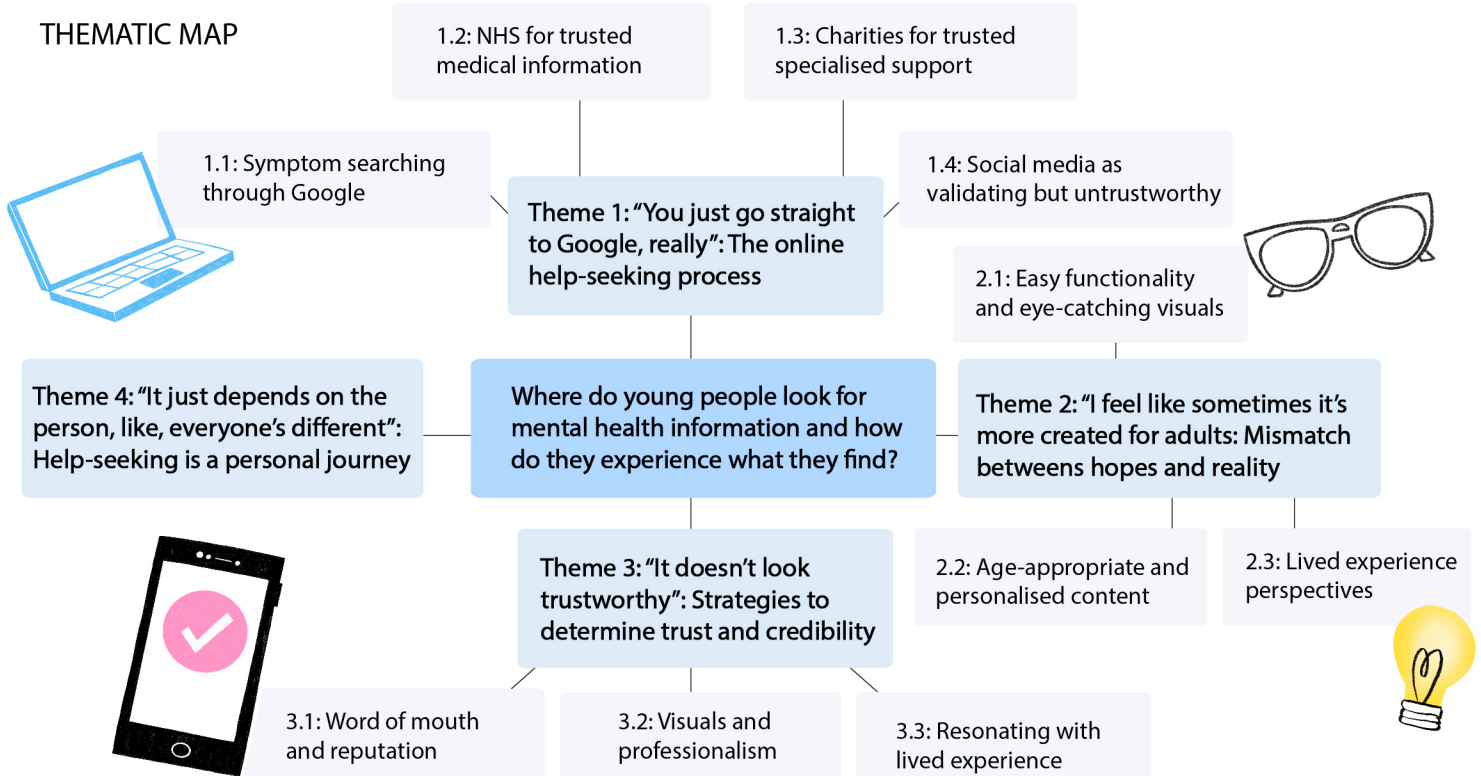 THEMATIC MAP
1.2: NHS for trusted
medical information
1.3: Charities for trusted
specialised support
1.1: Symptom searching
through Google
1.4: Social media as
validating but untrustworthy
Theme 1: “You just go straight
to Google, really”: The online
help-seeking process
2.1: Easy functionality
and eye-catching visuals
Theme 4: “It just depends on the
person, like, everyone’s different”:
Help-seeking is a personal journey
Where do young people look for
mental health information and how
do they experience what they find?
Theme 2: “I feel like sometimes it’s
more created for adults: Mismatch
betweens hopes and reality
2.2: Age-appropriate and
personalised content
2.3: Lived experience
perspectives
Theme 3: “It doesn’t look
trustworthy”: Strategies to
determine trust and credibility
3.1: Word of mouth
and reputation
3.2: Visuals and
professionalism
3.3: Resonating with
lived experience